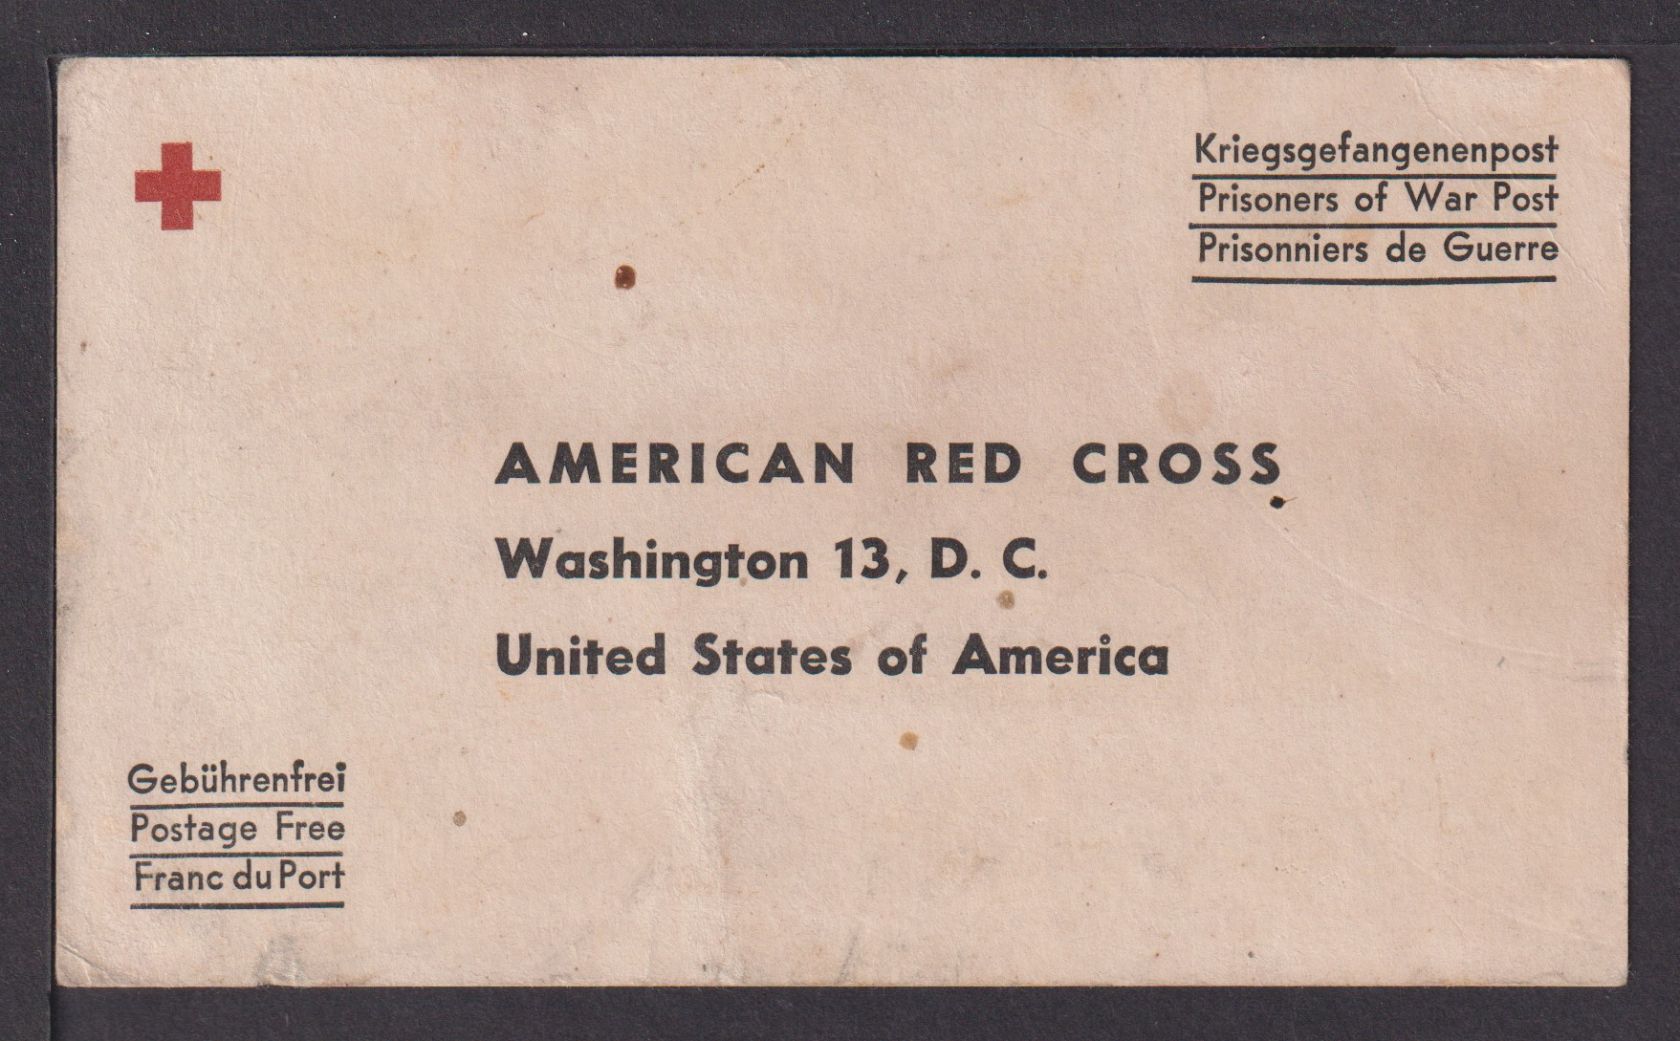 Kriegsgefangenenpost
Prisoners of War Post
Prisonniers de Guerre
AMERICAN RED CROSS
Washington 13, D. C.
United States of America
Gebührenfrei
Postage Free
Franc du Port